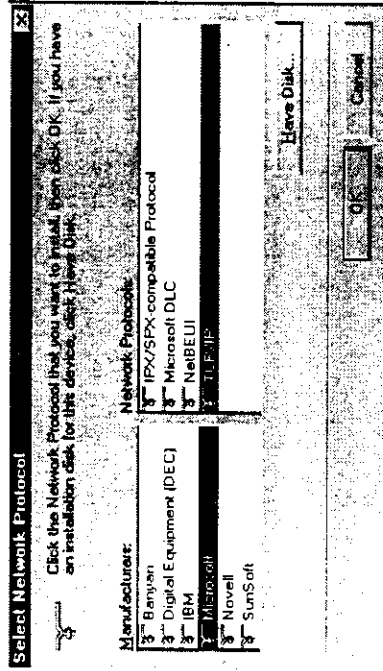 Select Network Protocol
Click the Network Protocol that you want to install, then click OK. If you have
an installation disk for this device, click Have Disk.
Manufacturers:
Banyan
Digital Equipment (DEC)
IBM
Microsoft
Novell
SunSoft
Network Protocols:
IPX/SPX-compatible Protocol
Microsoft DLC
NetBEUI
TCP/IP
Have Disk...
OK
Cancel